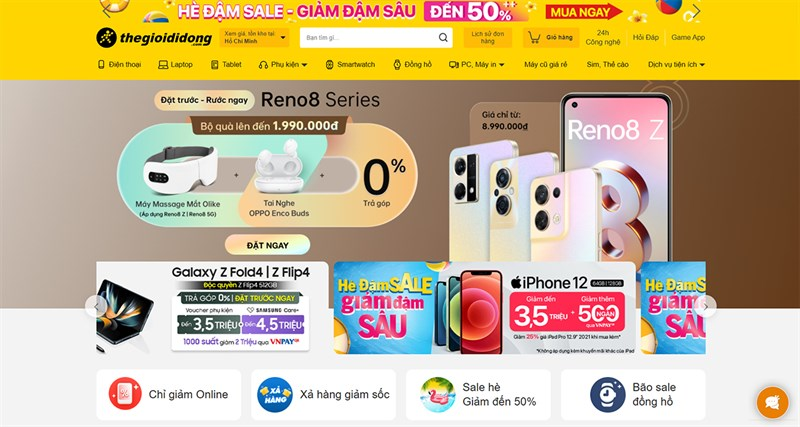 HÈ ĐẬM SALE - GIẢM ĐẬM SÂU ĐẾN 50%++ MUA NGAY
thegioididong
.com
Xem giá, tồn kho tại:
Hồ Chí Minh
Bạn tìm gì...
Lịch sử đơn hàng
Giỏ hàng
24h Công nghệ
Hỏi Đáp
Game App
Điện thoại
Laptop
Tablet
Phụ kiện
Smartwatch
Đồng hồ
PC, Máy in
Máy cũ giá rẻ
Sim, Thẻ cào
Dịch vụ tiện ích
Đặt trước - Rước ngay Reno8 Series
Bộ quà lên đến 1.990.000đ
+ + 0%
Máy Massage Mắt Olike
(Áp dụng Reno8 Z | Reno8 5G)
Tai Nghe
OPPO Enco Buds
Trả góp
ĐẶT NGAY
Giá chỉ từ:
8.990.000đ
Reno8 Z
Galaxy Z Fold4 | Z Flip4
Độc quyền Z Flip4 512GB
TRẢ GÓP 0% | ĐẶT TRƯỚC NGAY
Voucher phụ kiện
SAMSUNG Care+
Đến 3,5 TRIỆU
Đến 4,5 TRIỆU
1000 suất giảm 2 Triệu qua VNPAY
Hè Đậm SALE
giảm đậm
SÂU
iPhone 12 64GB | 128GB
Giảm đến
3,5 TRIỆU
+
Giảm thêm
500 NGÀN
qua VNPAY
Giảm 25% giá iPad Pro 12.9" 2021 khi mua kèm*
*Không áp dụng kèm khuyến mãi khác của iPad
Hè Đậm
giảm
SÂU
Chỉ giảm Online
XẢ HÀNG
Xả hàng giảm sốc
Sale hè
Giảm đến 50%
Bão sale
đồng hồ